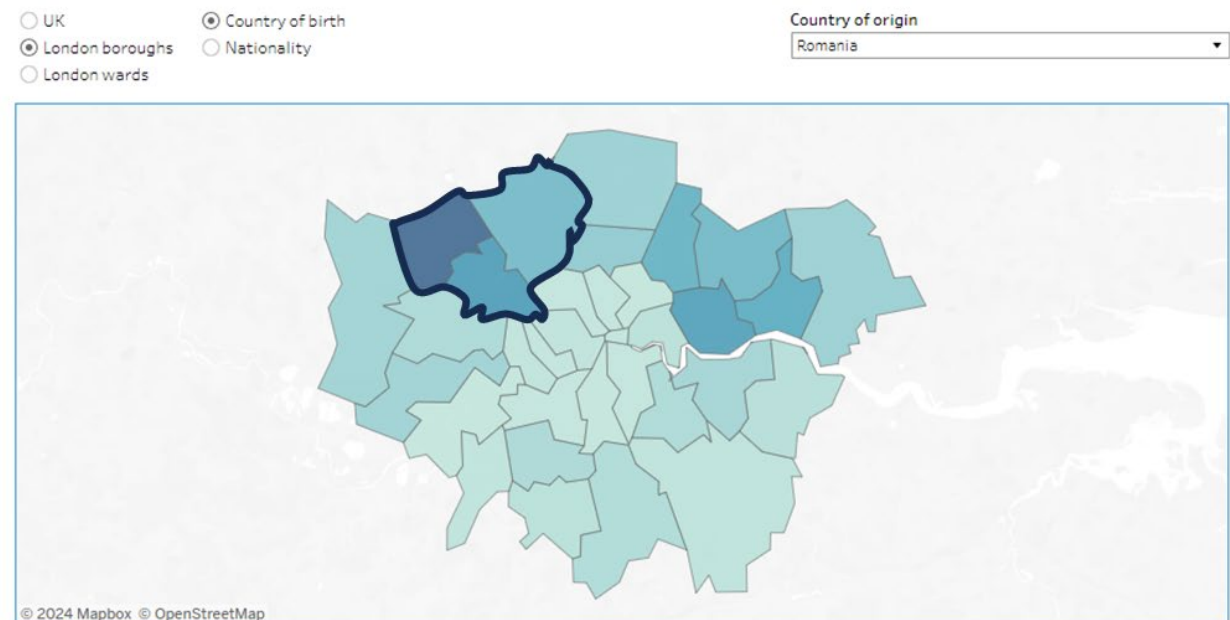 UK
Country of birth
Country of origin
London boroughs
Nationality
Romania
London wards
© 2024 Mapbox © OpenStreetMap